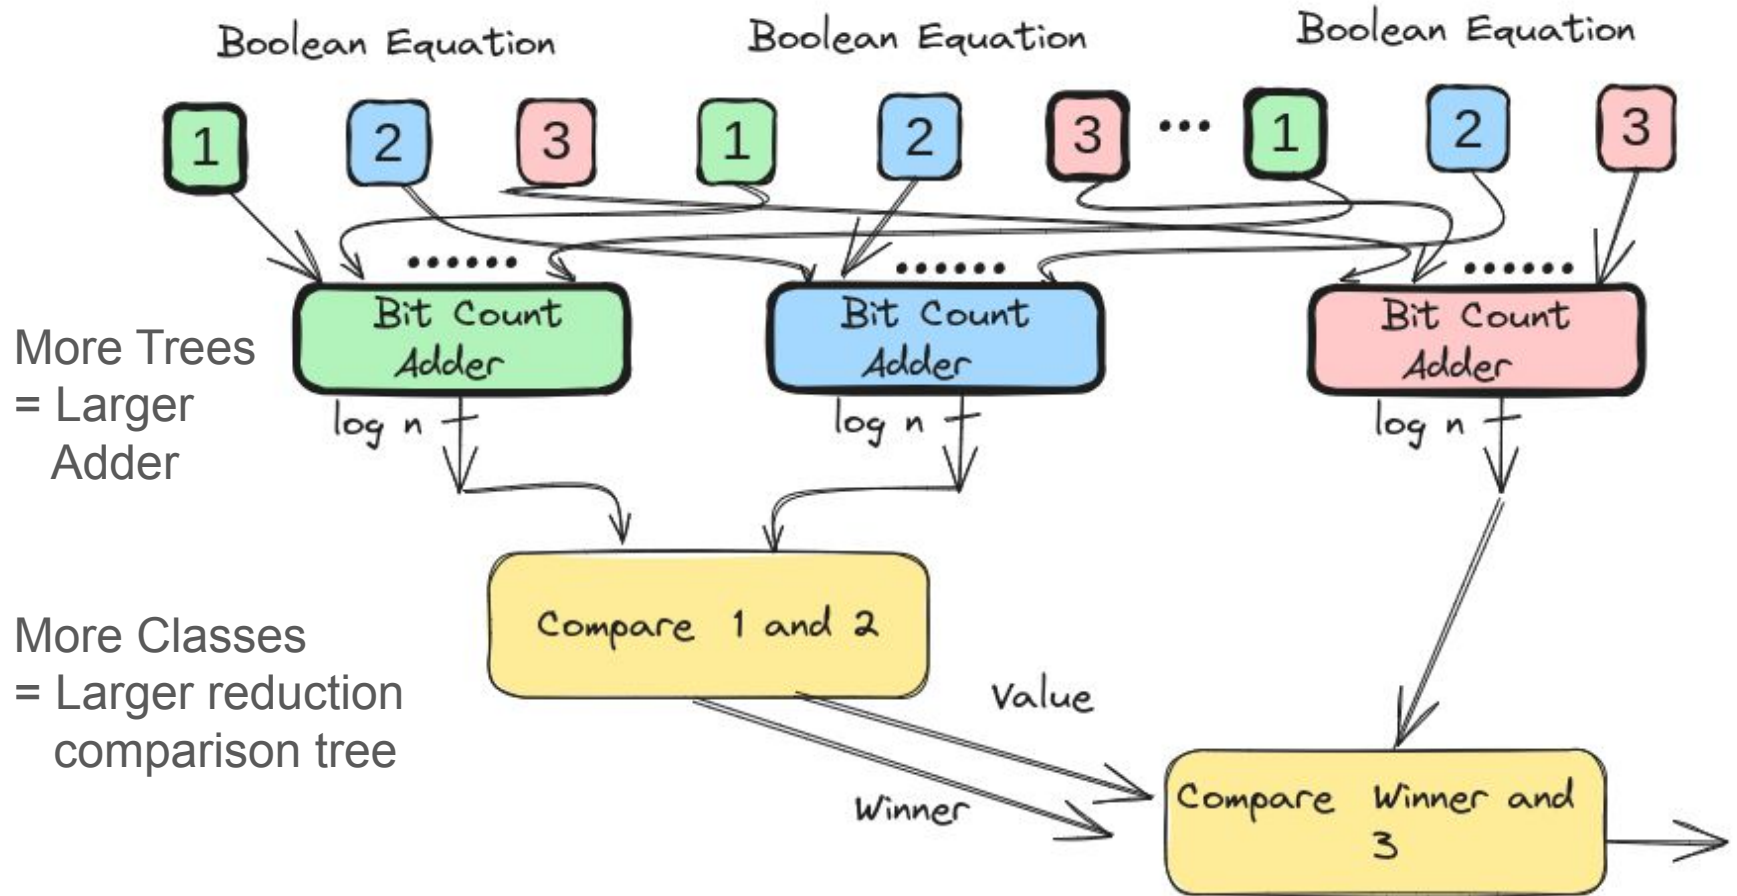 Boolean Equation
Boolean Equation
Boolean Equation
1 2 3 1 2 3 ... 1 2 3
......
......
......
Bit Count
Adder
Bit Count
Adder
Bit Count
Adder
More Trees
= Larger
Adder
log n
log n
log n
Compare 1 and 2
More Classes
= Larger reduction
comparison tree
Value
Winner
Compare Winner and
3